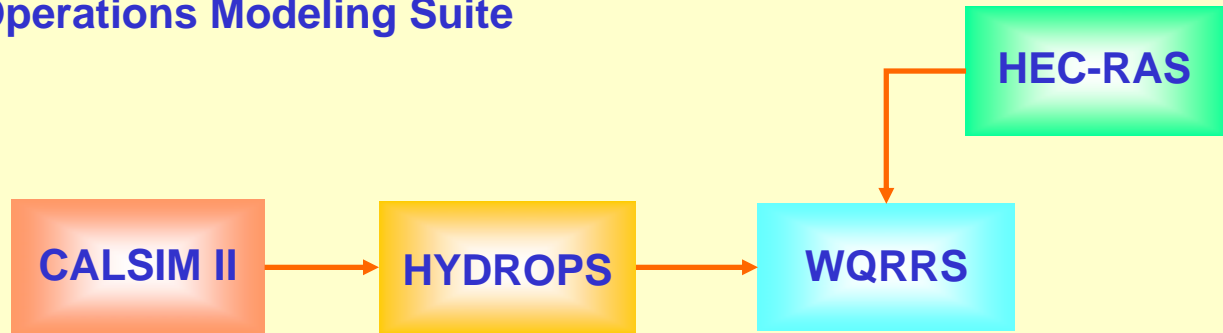 Operations Modeling Suite
HEC-RAS
CALSIM II
HYDROPS
WQRRS